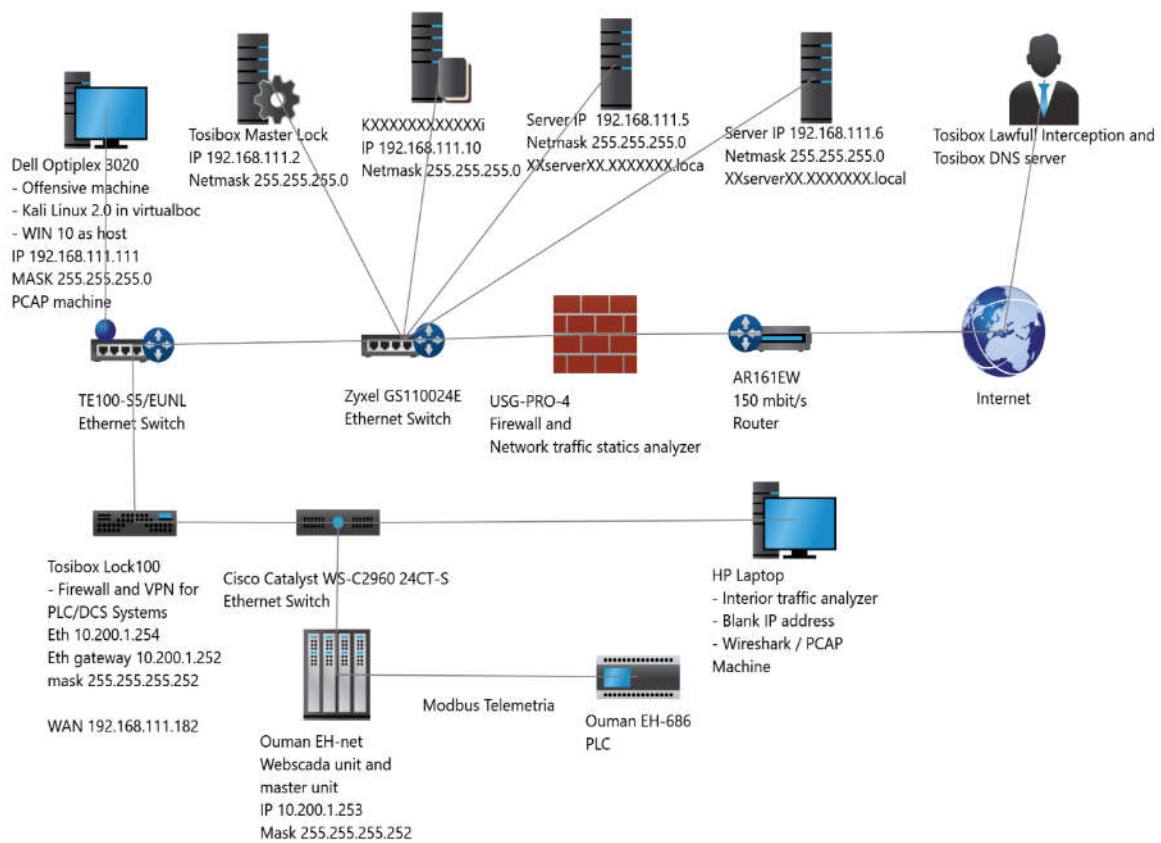 Tosibox Master Lock
IP 192.168.111.2
Netmask 255.255.255.0
KXXXXXXXXXXXXi
IP 192.168.111.10
Netmask 255.255.255.0
Server IP 192.168.111.5
Netmask 255.255.255.0
XXserverXX.XXXXXXX.loca
Server IP 192.168.111.6
Netmask 255.255.255.0
XXserverXX.XXXXXXX.local
Tosibox Lawfull Interception and
Tosibox DNS server
Dell Optiplex 3020
- Offensive machine
- Kali Linux 2.0 in virtualboc
- WIN 10 as host
IP 192.168.111.111
MASK 255.255.255.0
PCAP machine
TE100-S5/EUNL
Ethernet Switch
Zyxel GS110024E
Ethernet Switch
USG-PRO-4
Firewall and
Network traffic statics analyzer
AR161EW
150 mbit/s
Router
Internet
Tosibox Lock100
- Firewall and VPN for
PLC/DCS Systems
Eth 10.200.1.254
Eth gateway 10.200.1.252
mask 255.255.255.252
WAN 192.168.111.182
Cisco Catalyst WS-C2960 24CT-S
Ethernet Switch
HP Laptop
- Interior traffic analyzer
- Blank IP address
- Wireshark / PCAP
Machine
Modbus Telemetria
Ouman EH-686
PLC
Ouman EH-net
Webscada unit and
master unit
IP 10.200.1.253
Mask 255.255.255.252